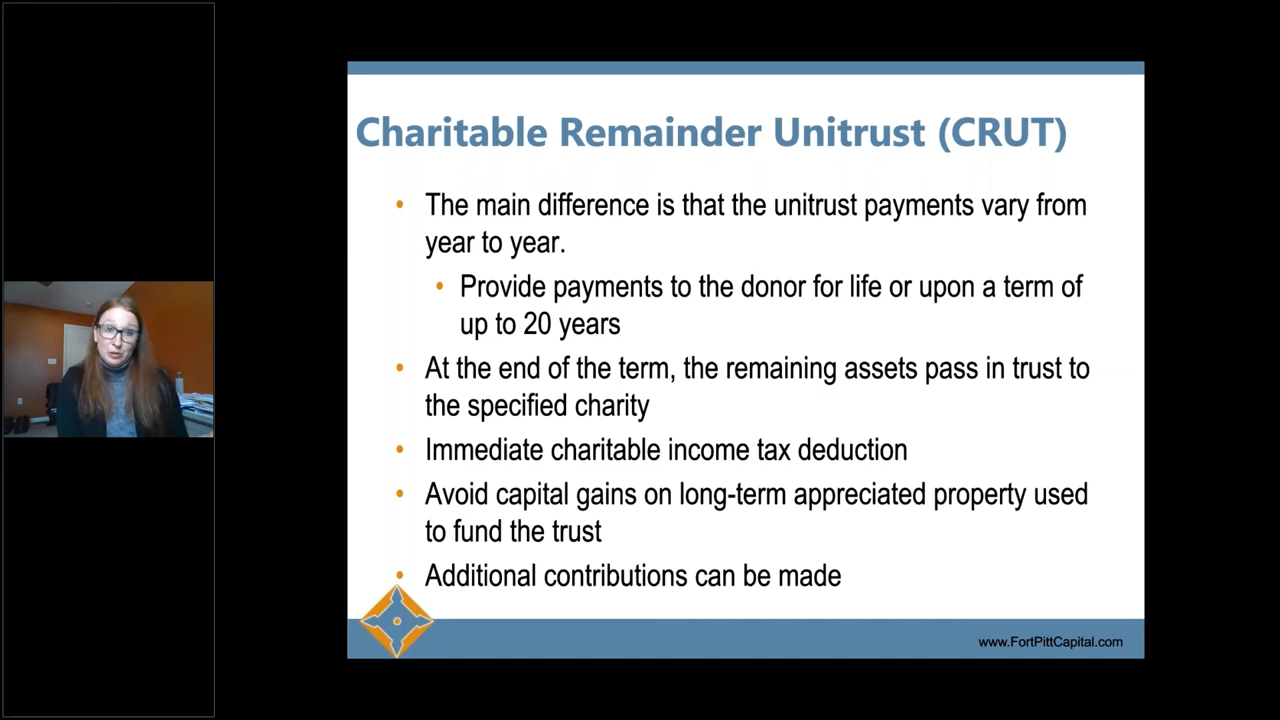 Charitable Remainder Unitrust (CRUT)
• The main difference is that the unitrust payments vary from
year to year.
• Provide payments to the donor for life or upon a term of
up to 20 years
• At the end of the term, the remaining assets pass in trust to
the specified charity
• Immediate charitable income tax deduction
• Avoid capital gains on long-term appreciated property used
to fund the trust
• Additional contributions can be made
www.FortPittCapital.com